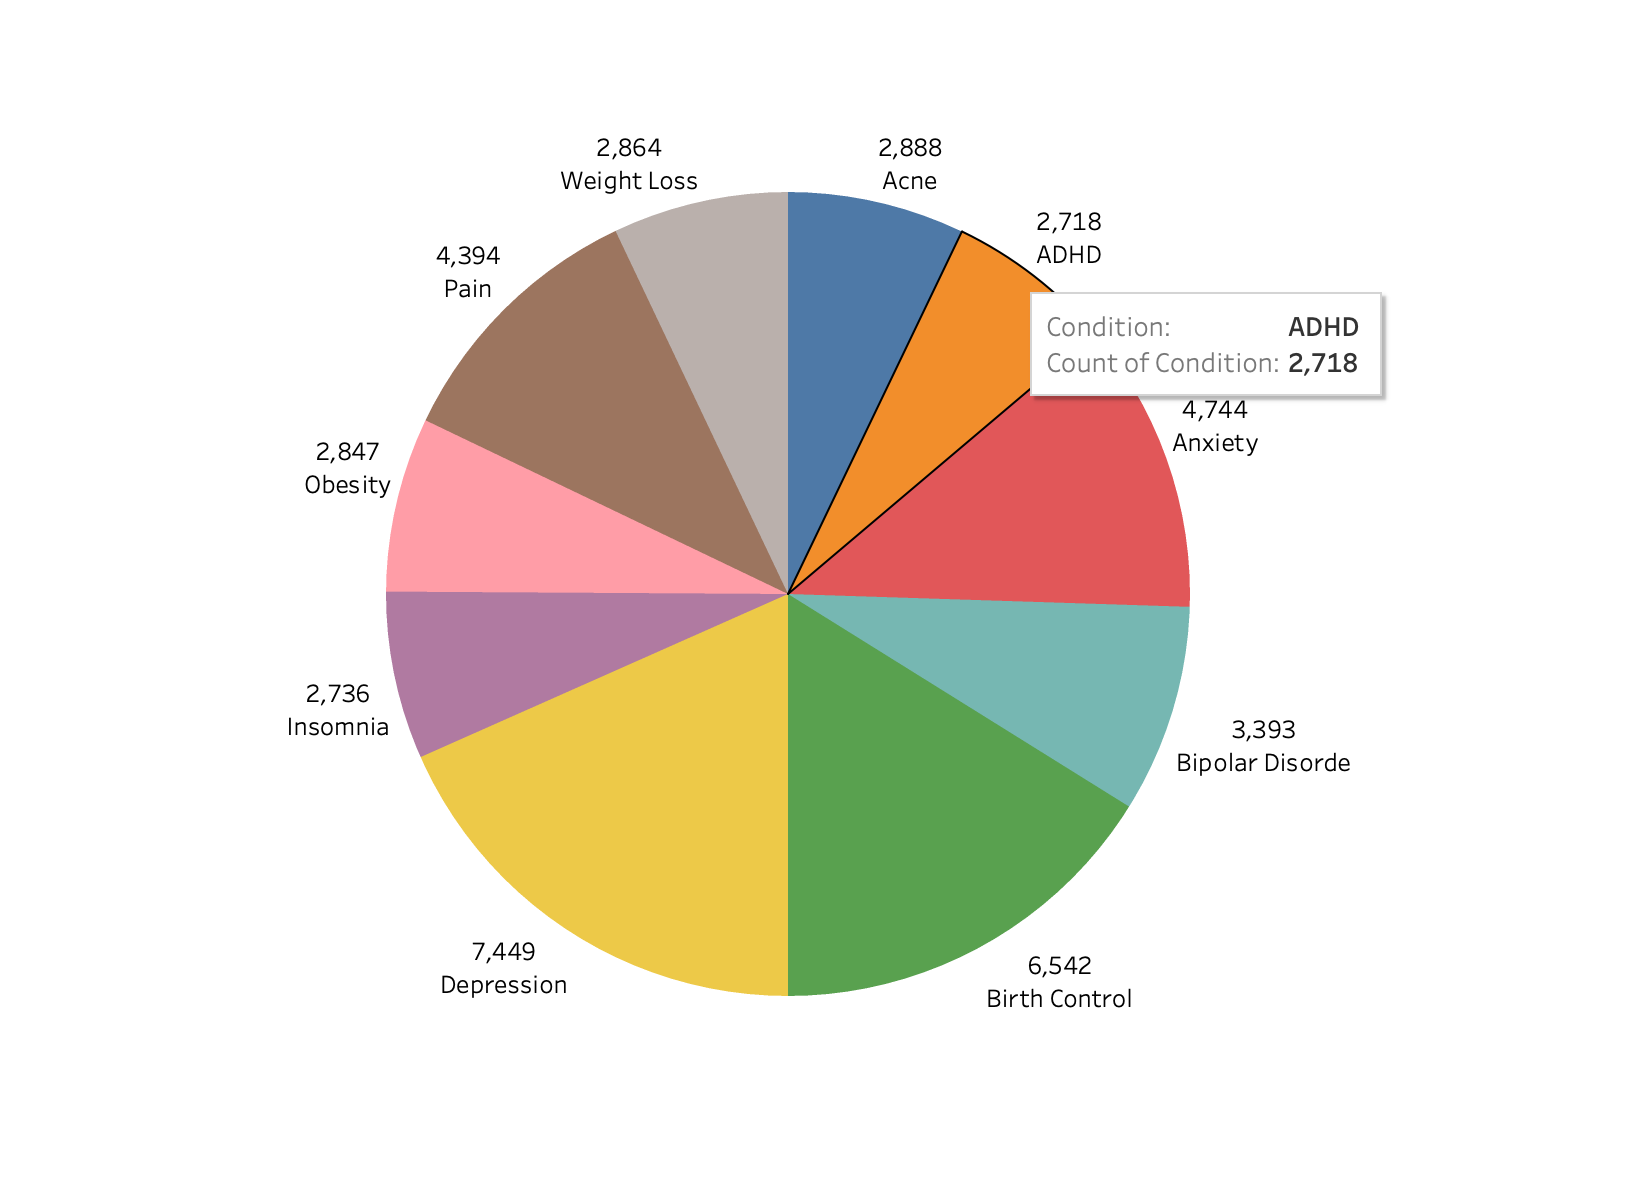 2,864
Weight Loss
2,888
Acne
2,718
ADHD
4,394
Pain
Condition: ADHD
Count of Condition: 2,718
4,744
Anxiety
2,847
Obesity
2,736
Insomnia
3,393
Bipolar Disorde
7,449
Depression
6,542
Birth Control